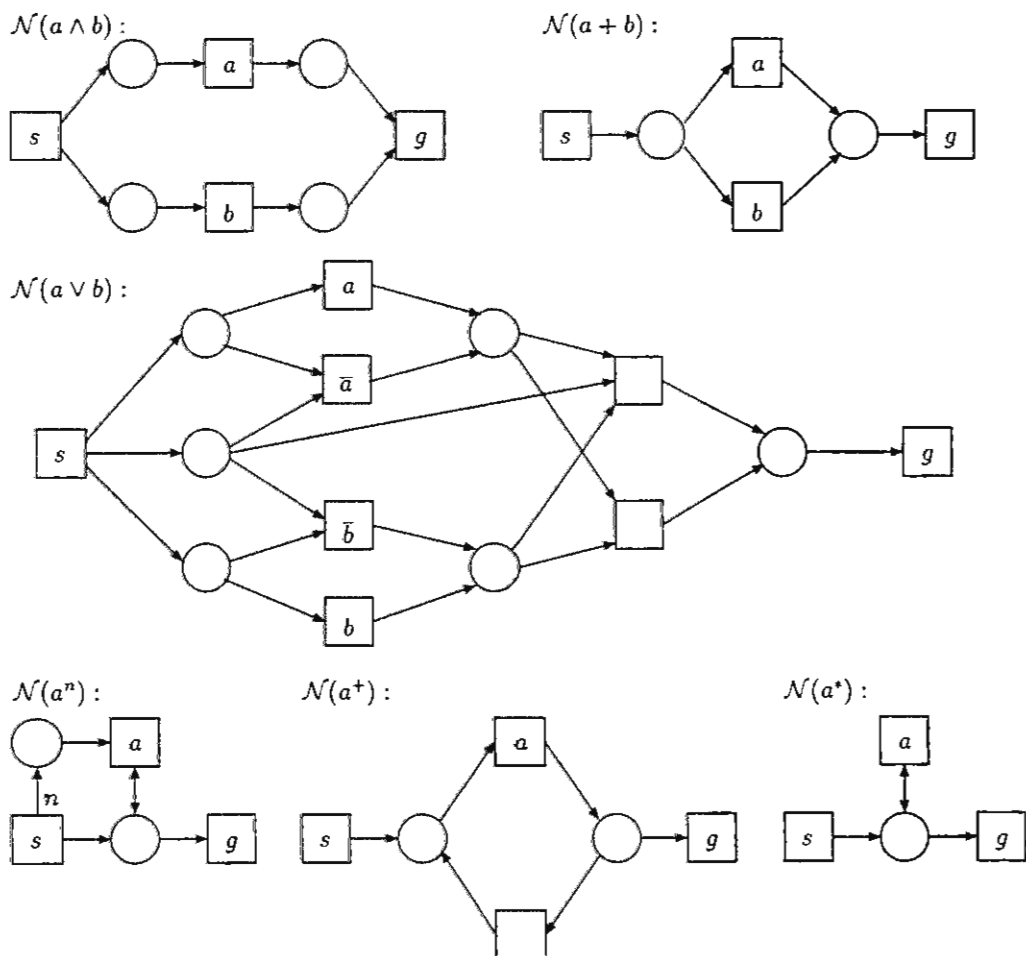 𝒩(a ∧ b) :
𝒩(a + b) :
a
s
g
b
a
s
g
b
𝒩(a ∨ b) :
a
a̅
s
g
b̅
b
𝒩(aⁿ) :
𝒩(a⁺) :
𝒩(a*) :
a
n
s
g
a
s
g
a
s
g